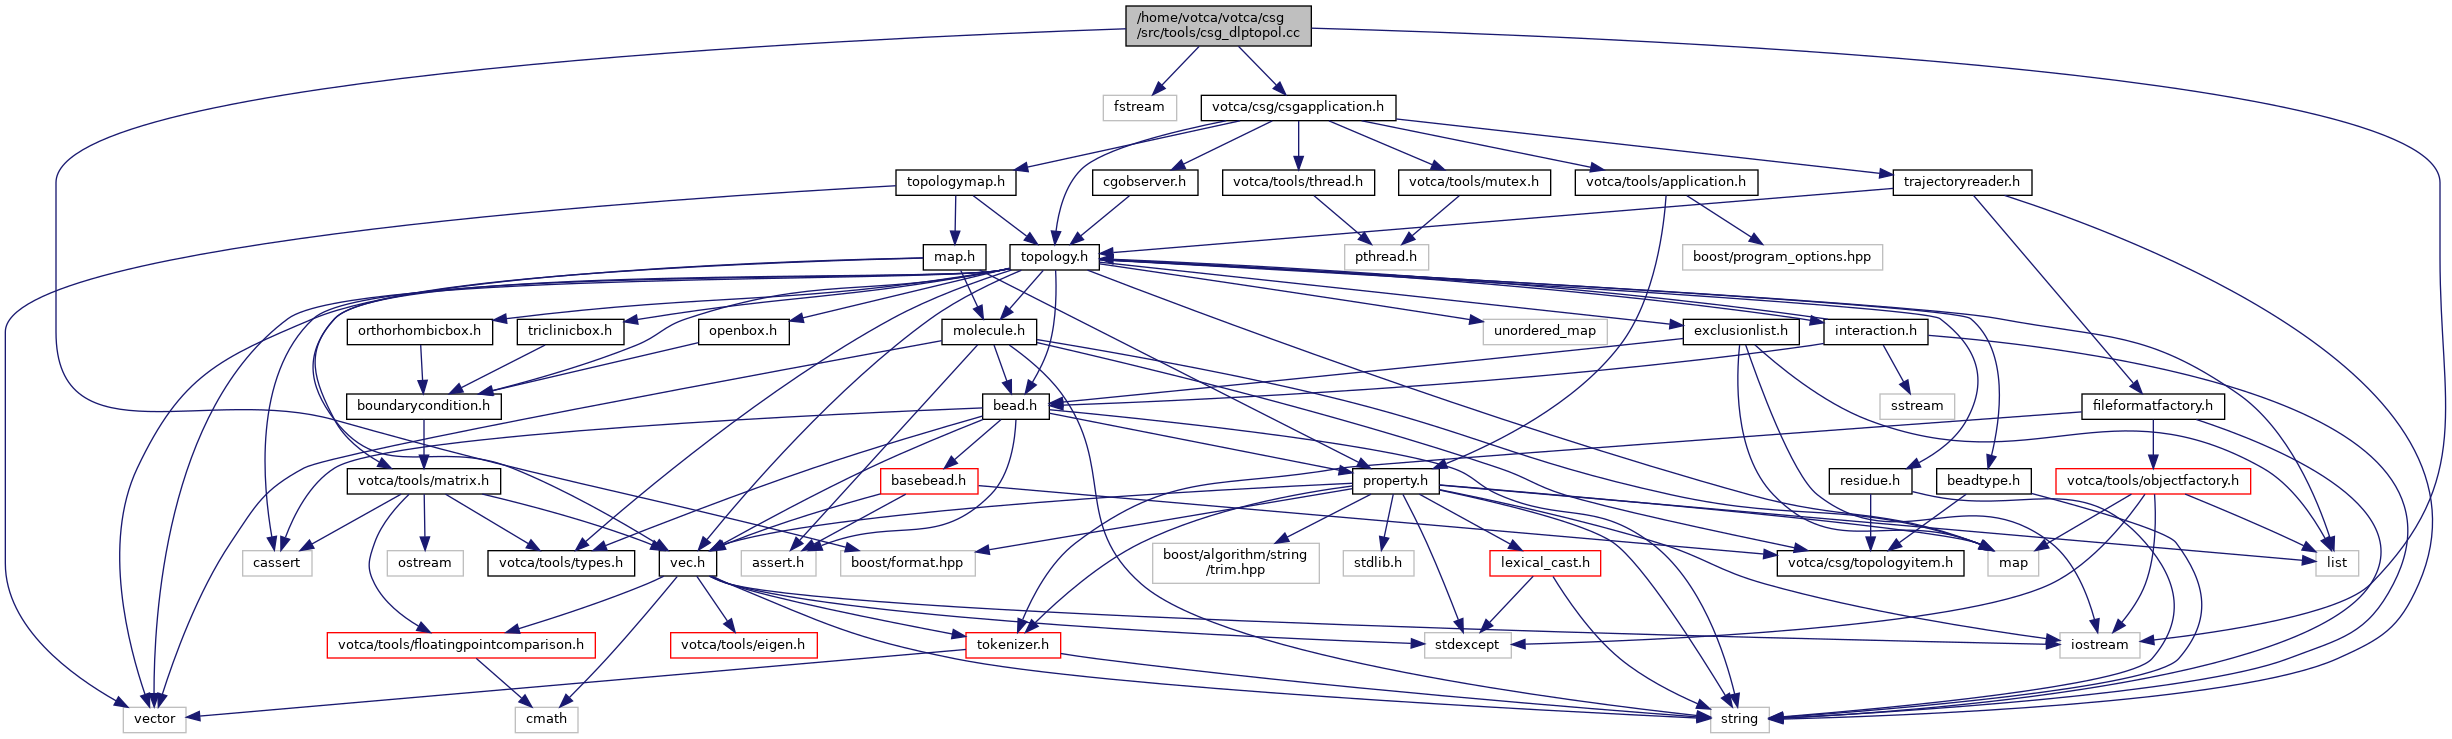 /home/votca/votca/csg
/src/tools/csg_dlptopol.cc
fstream
votca/csg/csgapplication.h
topologymap.h
cgobserver.h
votca/tools/thread.h
votca/tools/mutex.h
votca/tools/application.h
trajectoryreader.h
map.h
topology.h
pthread.h
boost/program_options.hpp
orthorhombicbox.h
triclinicbox.h
openbox.h
molecule.h
unordered_map
exclusionlist.h
interaction.h
boundarycondition.h
bead.h
sstream
fileformatfactory.h
votca/tools/matrix.h
basebead.h
property.h
residue.h
beadtype.h
votca/tools/objectfactory.h
cassert
ostream
votca/tools/types.h
vec.h
assert.h
boost/format.hpp
boost/algorithm/string
/trim.hpp
stdlib.h
lexical_cast.h
votca/csg/topologyitem.h
map
list
votca/tools/floatingpointcomparison.h
votca/tools/eigen.h
tokenizer.h
stdexcept
iostream
vector
cmath
string